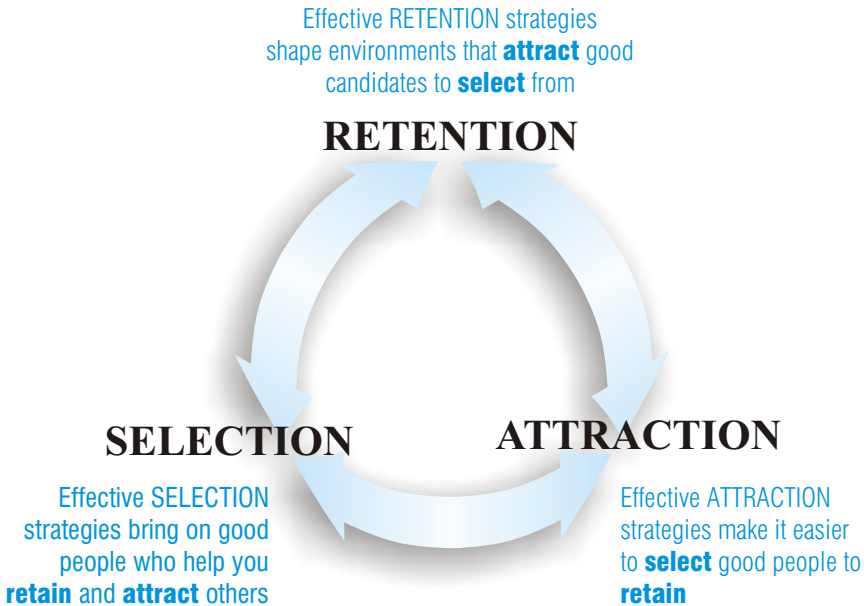 Effective RETENTION strategies
shape environments that attract good
candidates to select from
RETENTION
SELECTION
ATTRACTION
Effective SELECTION
strategies bring on good
people who help you
retain and attract others
Effective ATTRACTION
strategies make it easier
to select good people to
retain